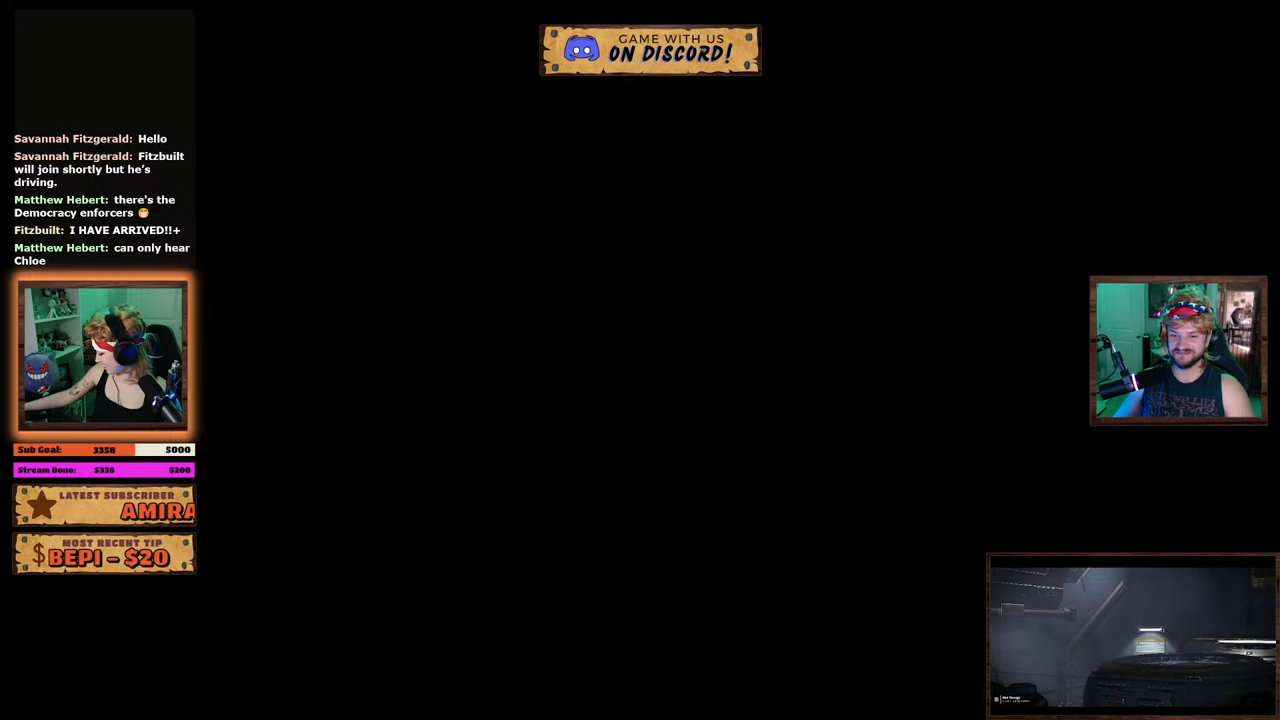 GAME WITH US
ON DISCORD!
Savannah Fitzgerald: Hello
Savannah Fitzgerald: Fitzbuilt
will join shortly but he's
driving.
Matthew Hebert: there's the
Democracy enforcers 😁
Fitzbuilt: I HAVE ARRIVED!!+
Matthew Hebert: can only hear
Chloe
Sub Goal: 3358 5000
Stream Dono: $336 $200
LATEST SUBSCRIBER
AMIRA
MOST RECENT TIP
$ BEPI - $20